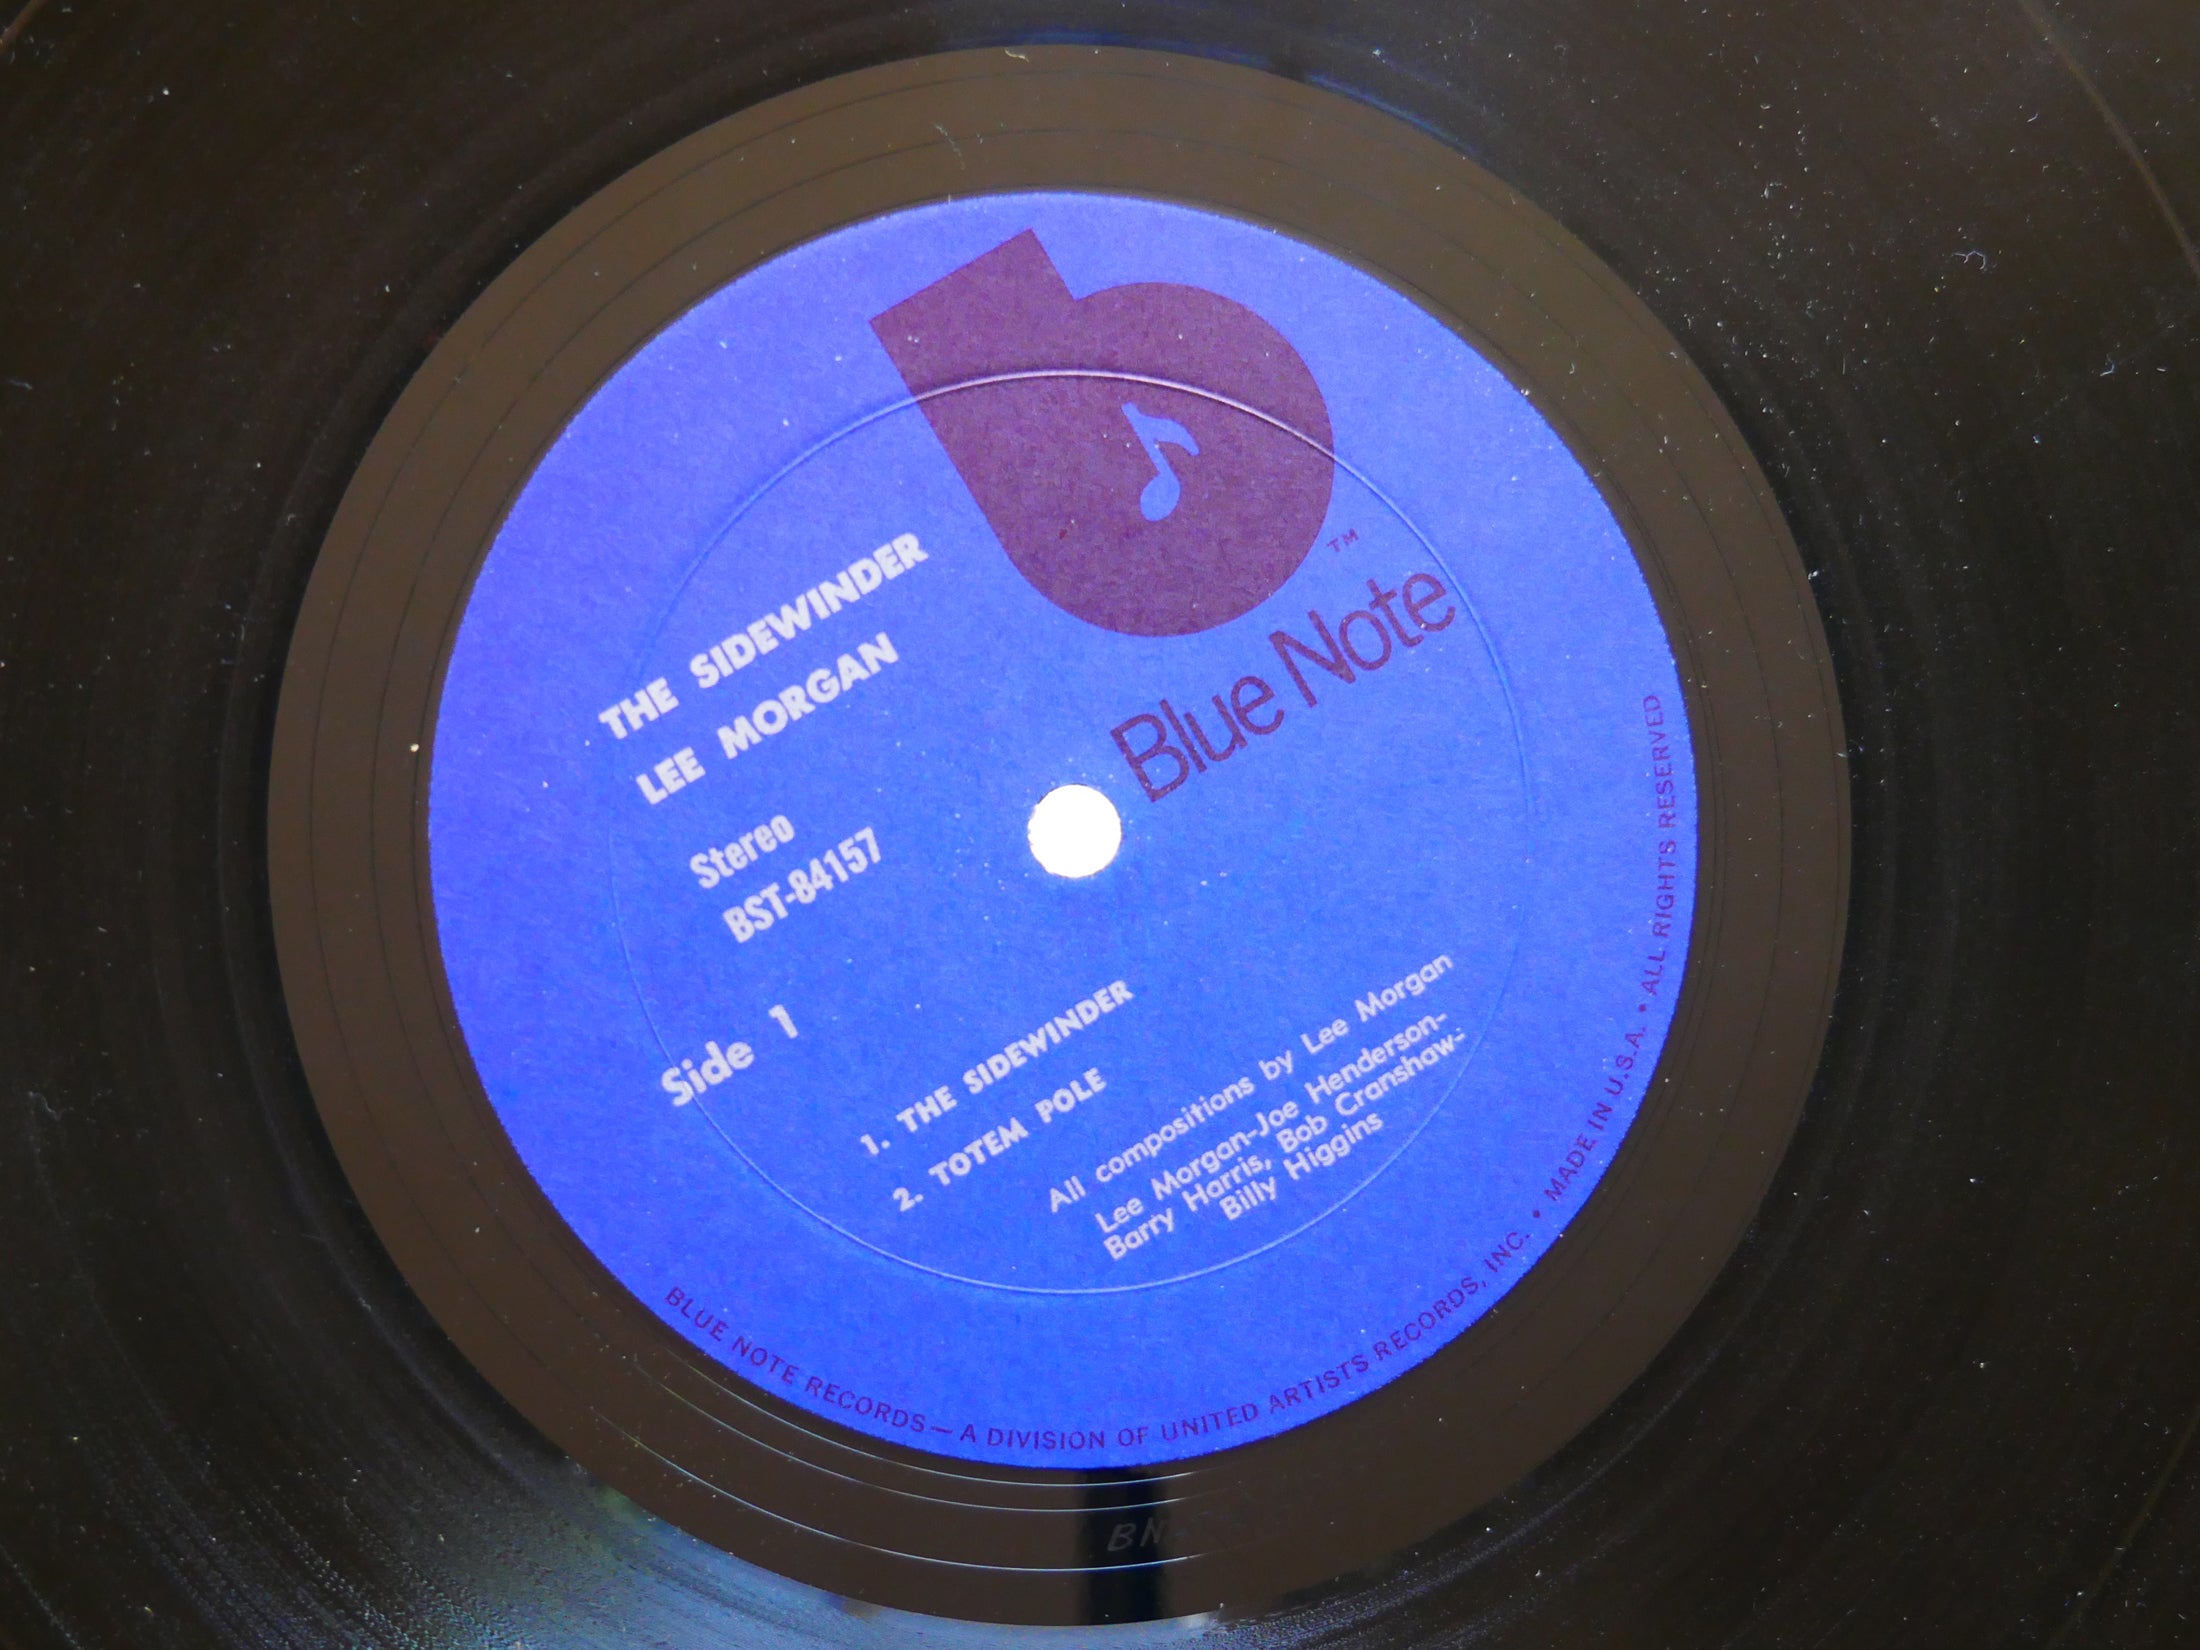 THE SIDEWINDER
LEE MORGAN
Stereo
BST-84157
Side 1
TM
Blue Note
1. THE SIDEWINDER
2. TOTEM POLE
All compositions by Lee Morgan
Lee Morgan-Joe Henderson-
Barry Harris, Bob Cranshaw-
Billy Higgins
BLUE NOTE RECORDS — A DIVISION OF UNITED ARTISTS RECORDS, INC. • MADE IN U.S.A. • ALL RIGHTS RESERVED
BN